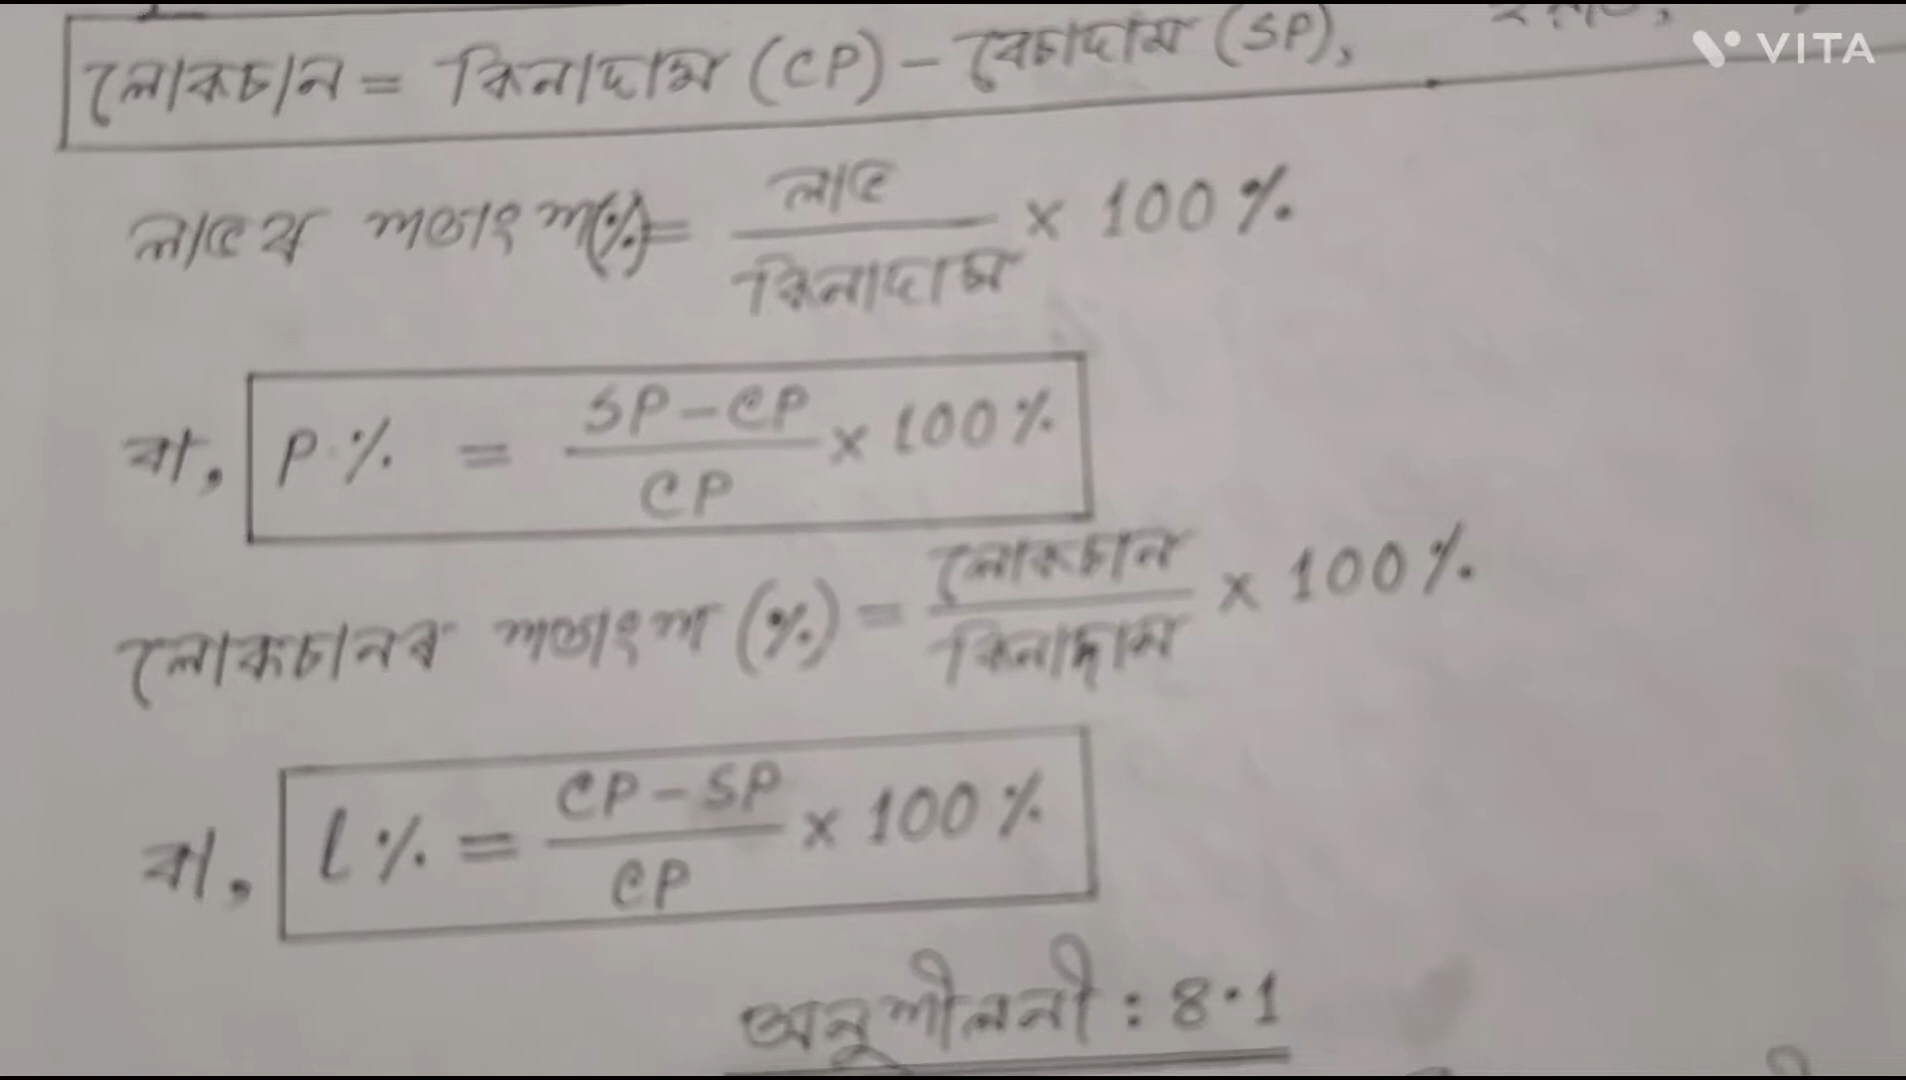 লোকচান = কিনাদাম (CP) - বেচাদাম (SP),
VITA
লাভৰ শতাংশ(%) = লাভ / কিনাদাম × 100 %
বা, P.% = SP-CP / CP × 100 %
লোকচানৰ শতাংশ (%) = লোকচান / কিনাদাম × 100 %
বা, L % = CP-SP / CP × 100 %
অনুশীলনী : 8.1